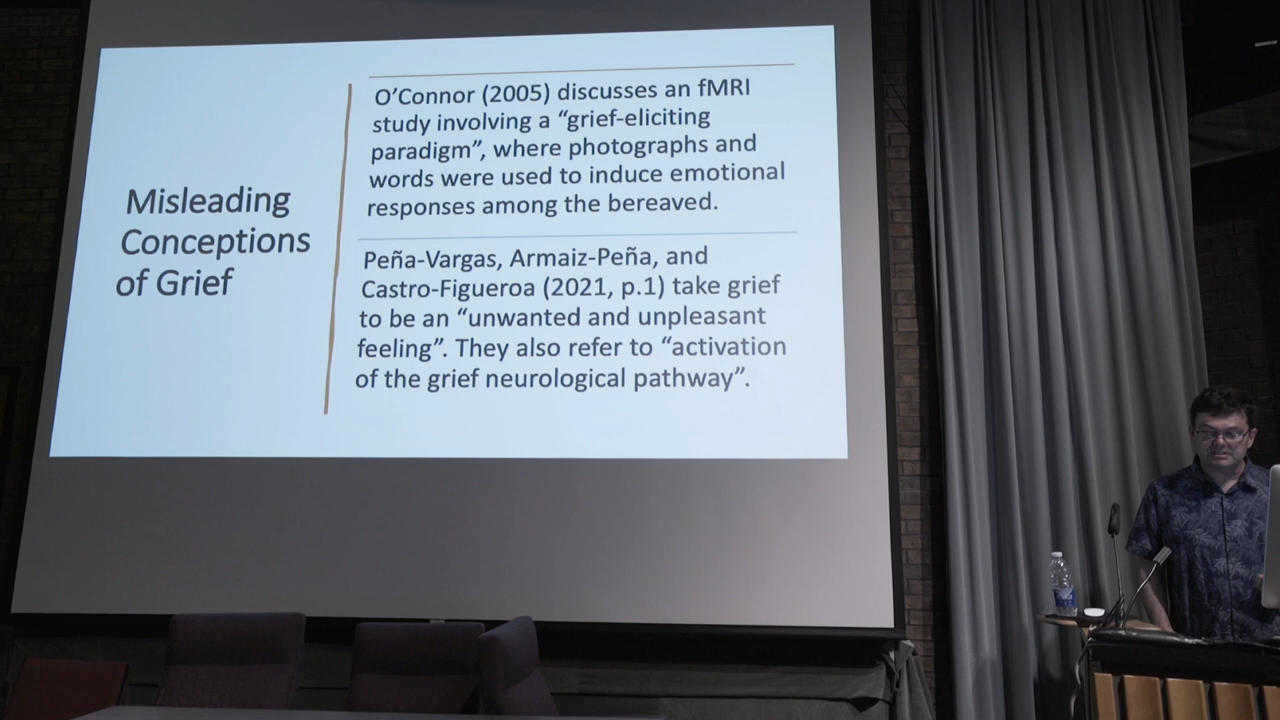 Misleading
Conceptions
of Grief
O’Connor (2005) discusses an fMRI
study involving a “grief-eliciting
paradigm”, where photographs and
words were used to induce emotional
responses among the bereaved.
Peña-Vargas, Armaiz-Peña, and
Castro-Figueroa (2021, p.1) take grief
to be an “unwanted and unpleasant
feeling”. They also refer to “activation
of the grief neurological pathway”.